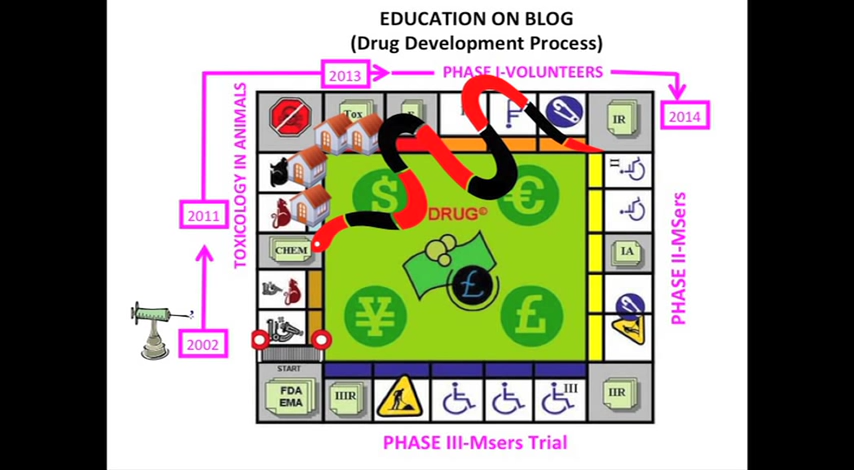 EDUCATION ON BLOG
(Drug Development Process)
2013
PHASE I-VOLUNTEERS
2014
TOXICOLOGY IN ANIMALS
Tox
IR
II
2011
$
€
DRUG©
CHEM
IA
PHASE II-MSers
£
¥
£
2002
START
FDA
EMA
IIIR
III
IIR
PHASE III-Msers Trial